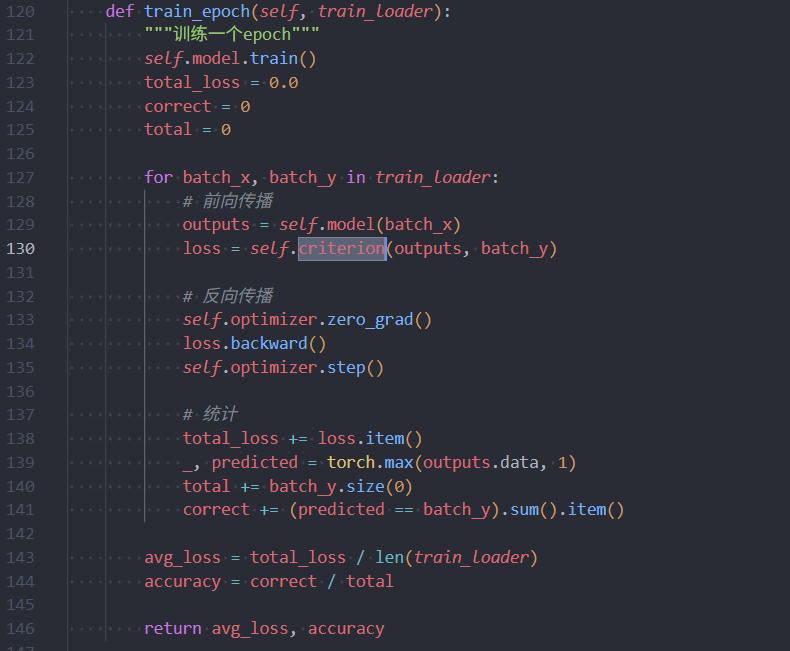 120 def train_epoch(self, train_loader):
121 """训练一个epoch"""
122 self.model.train()
123 total_loss = 0.0
124 correct = 0
125 total = 0
126
127 for batch_x, batch_y in train_loader:
128 # 前向传播
129 outputs = self.model(batch_x)
130 loss = self.criterion(outputs, batch_y)
131
132 # 反向传播
133 self.optimizer.zero_grad()
134 loss.backward()
135 self.optimizer.step()
136
137 # 统计
138 total_loss += loss.item()
139 _, predicted = torch.max(outputs.data, 1)
140 total += batch_y.size(0)
141 correct += (predicted == batch_y).sum().item()
142
143 avg_loss = total_loss / len(train_loader)
144 accuracy = correct / total
145
146 return avg_loss, accuracy